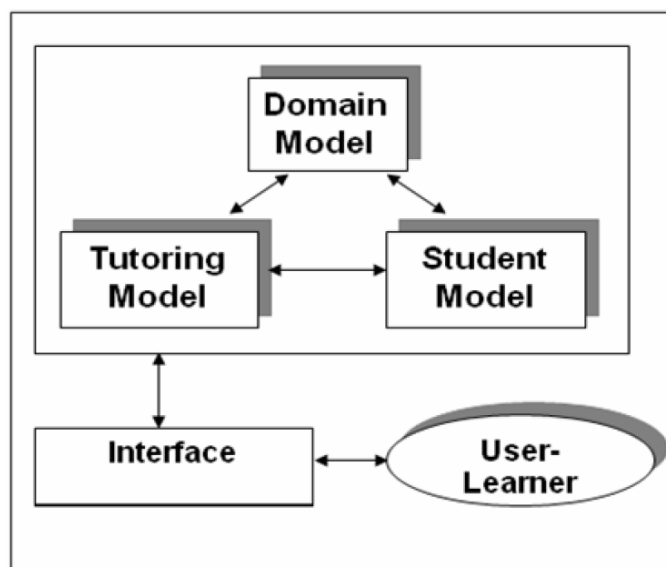 Domain
Model
Tutoring
Model
Student
Model
Interface
User-
Learner